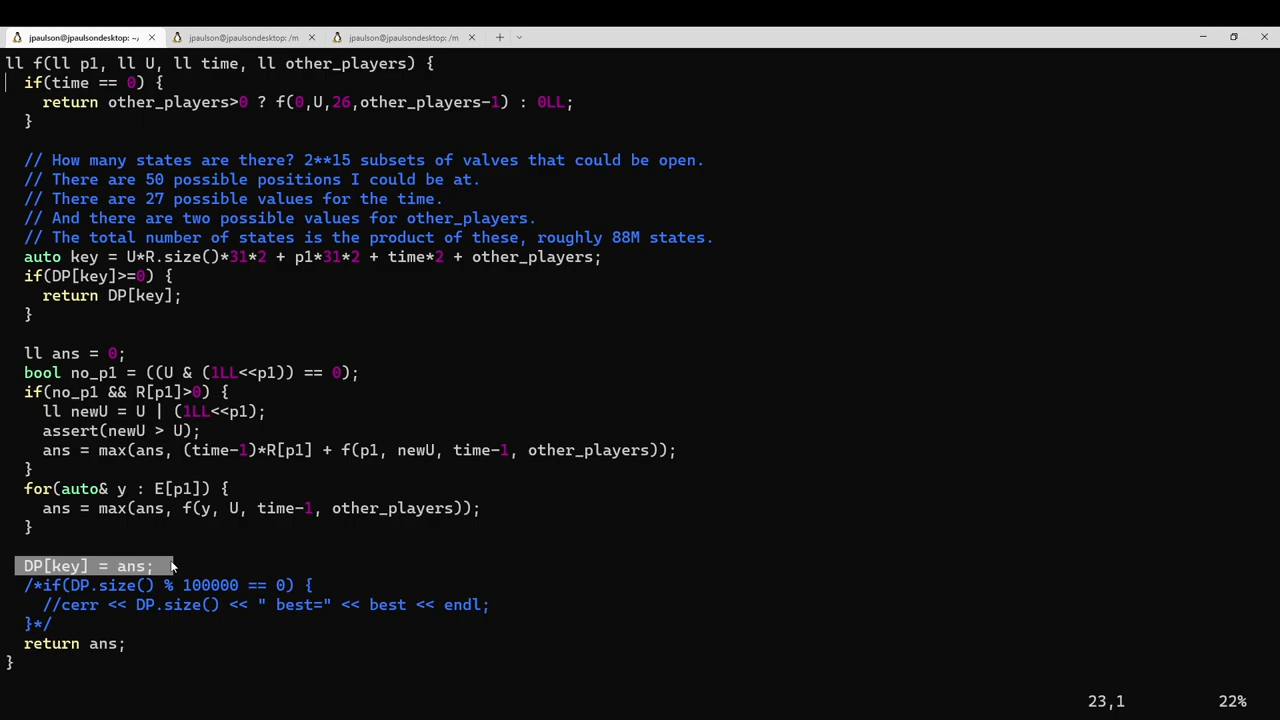 jpaulson@jpaulsondesktop: ~/
jpaulson@jpaulsondesktop: /m
jpaulson@jpaulsondesktop: /m
ll f(ll p1, ll U, ll time, ll other_players) {
  if(time == 0) {
    return other_players>0 ? f(0,U,26,other_players-1) : 0LL;
  }
  // How many states are there? 2**15 subsets of valves that could be open.
  // There are 50 possible positions I could be at.
  // There are 27 possible values for the time.
  // And there are two possible values for other_players.
  // The total number of states is the product of these, roughly 88M states.
  auto key = U*R.size()*31*2 + p1*31*2 + time*2 + other_players;
  if(DP[key]>=0) {
    return DP[key];
  }
  ll ans = 0;
  bool no_p1 = ((U & (1LL<<p1)) == 0);
  if(no_p1 && R[p1]>0) {
    ll newU = U | (1LL<<p1);
    assert(newU > U);
    ans = max(ans, (time-1)*R[p1] + f(p1, newU, time-1, other_players));
  }
  for(auto& y : E[p1]) {
    ans = max(ans, f(y, U, time-1, other_players));
  }
  DP[key] = ans;
  /*if(DP.size() % 100000 == 0) {
    //cerr << DP.size() << " best=" << best << endl;
  }*/
  return ans;
}
23,1 22%